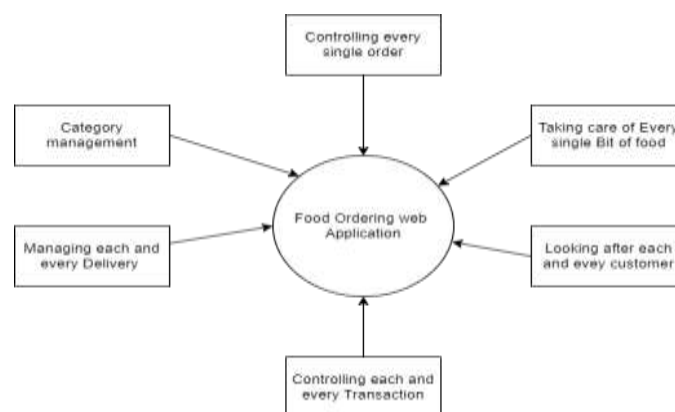 Controlling every
single order
Category
management
Taking care of Every
single Bit of food
Food Ordering web
Application
Managing each and
every Delivery
Looking after each
and evey customer
Controlling each and
every Transaction